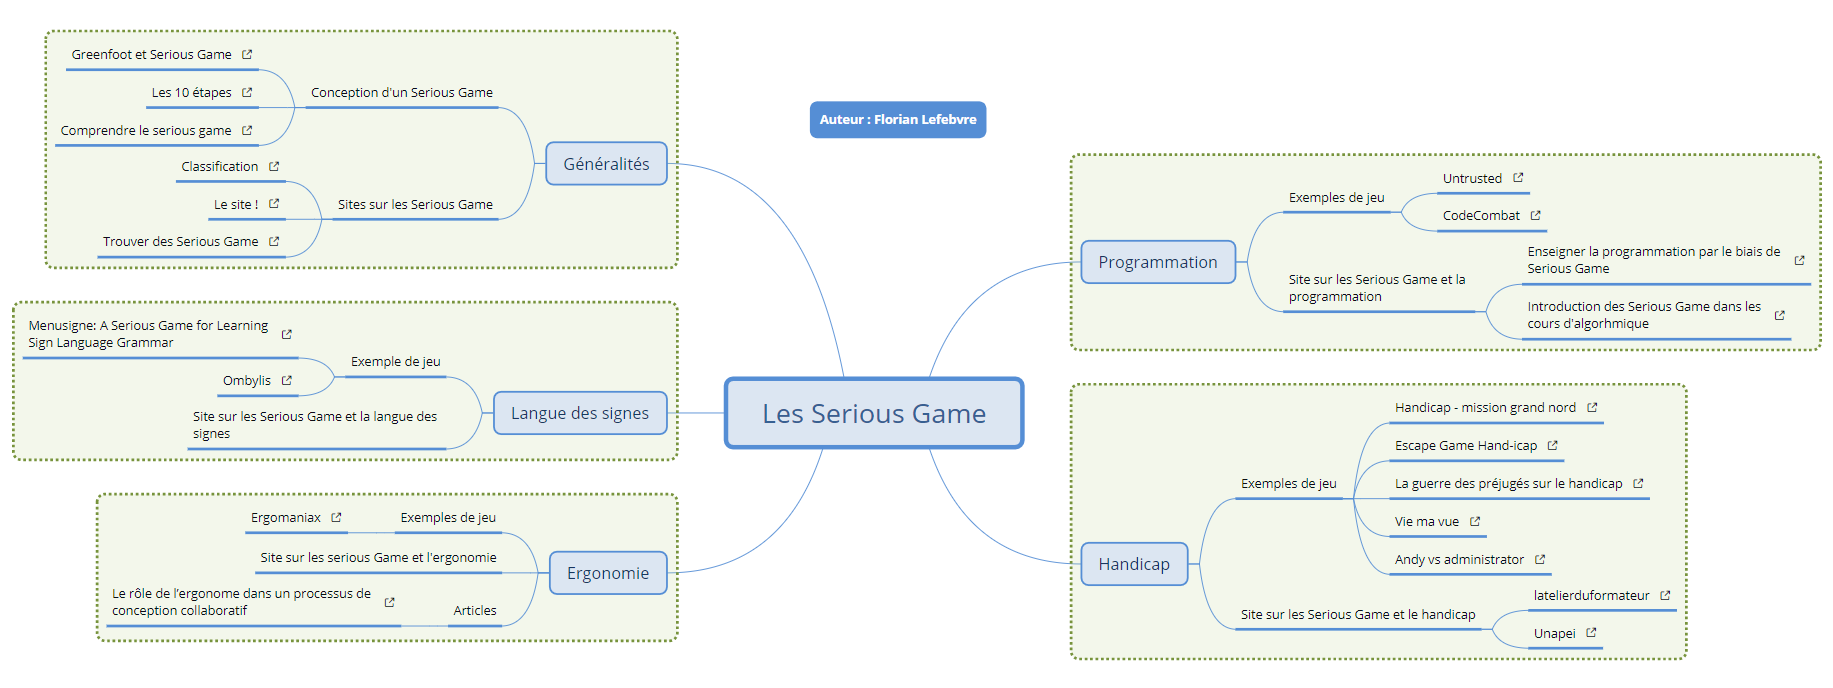 Greenfoot et Serious Game
Les 10 étapes
Comprendre le serious game
Conception d'un Serious Game
Classification
Le site !
Trouver des Serious Game
Sites sur les Serious Game
Généralités
Menusigne: A Serious Game for Learning
Sign Language Grammar
Ombylis
Exemple de jeu
Site sur les Serious Game et la langue des
signes
Langue des signes
Ergomaniax
Exemples de jeu
Site sur les serious Game et l'ergonomie
Le rôle de l’ergonome dans un processus de
conception collaboratif
Articles
Ergonomie
Auteur : Florian Lefebvre
Les Serious Game
Programmation
Exemples de jeu
Untrusted
CodeCombat
Site sur les Serious Game et la
programmation
Enseigner la programmation par le biais de
Serious Game
Introduction des Serious Game dans les
cours d'algorhmique
Handicap
Exemples de jeu
Handicap - mission grand nord
Escape Game Hand-icap
La guerre des préjugés sur le handicap
Vie ma vue
Andy vs administrator
Site sur les Serious Game et le handicap
latelierduformateur
Unapei